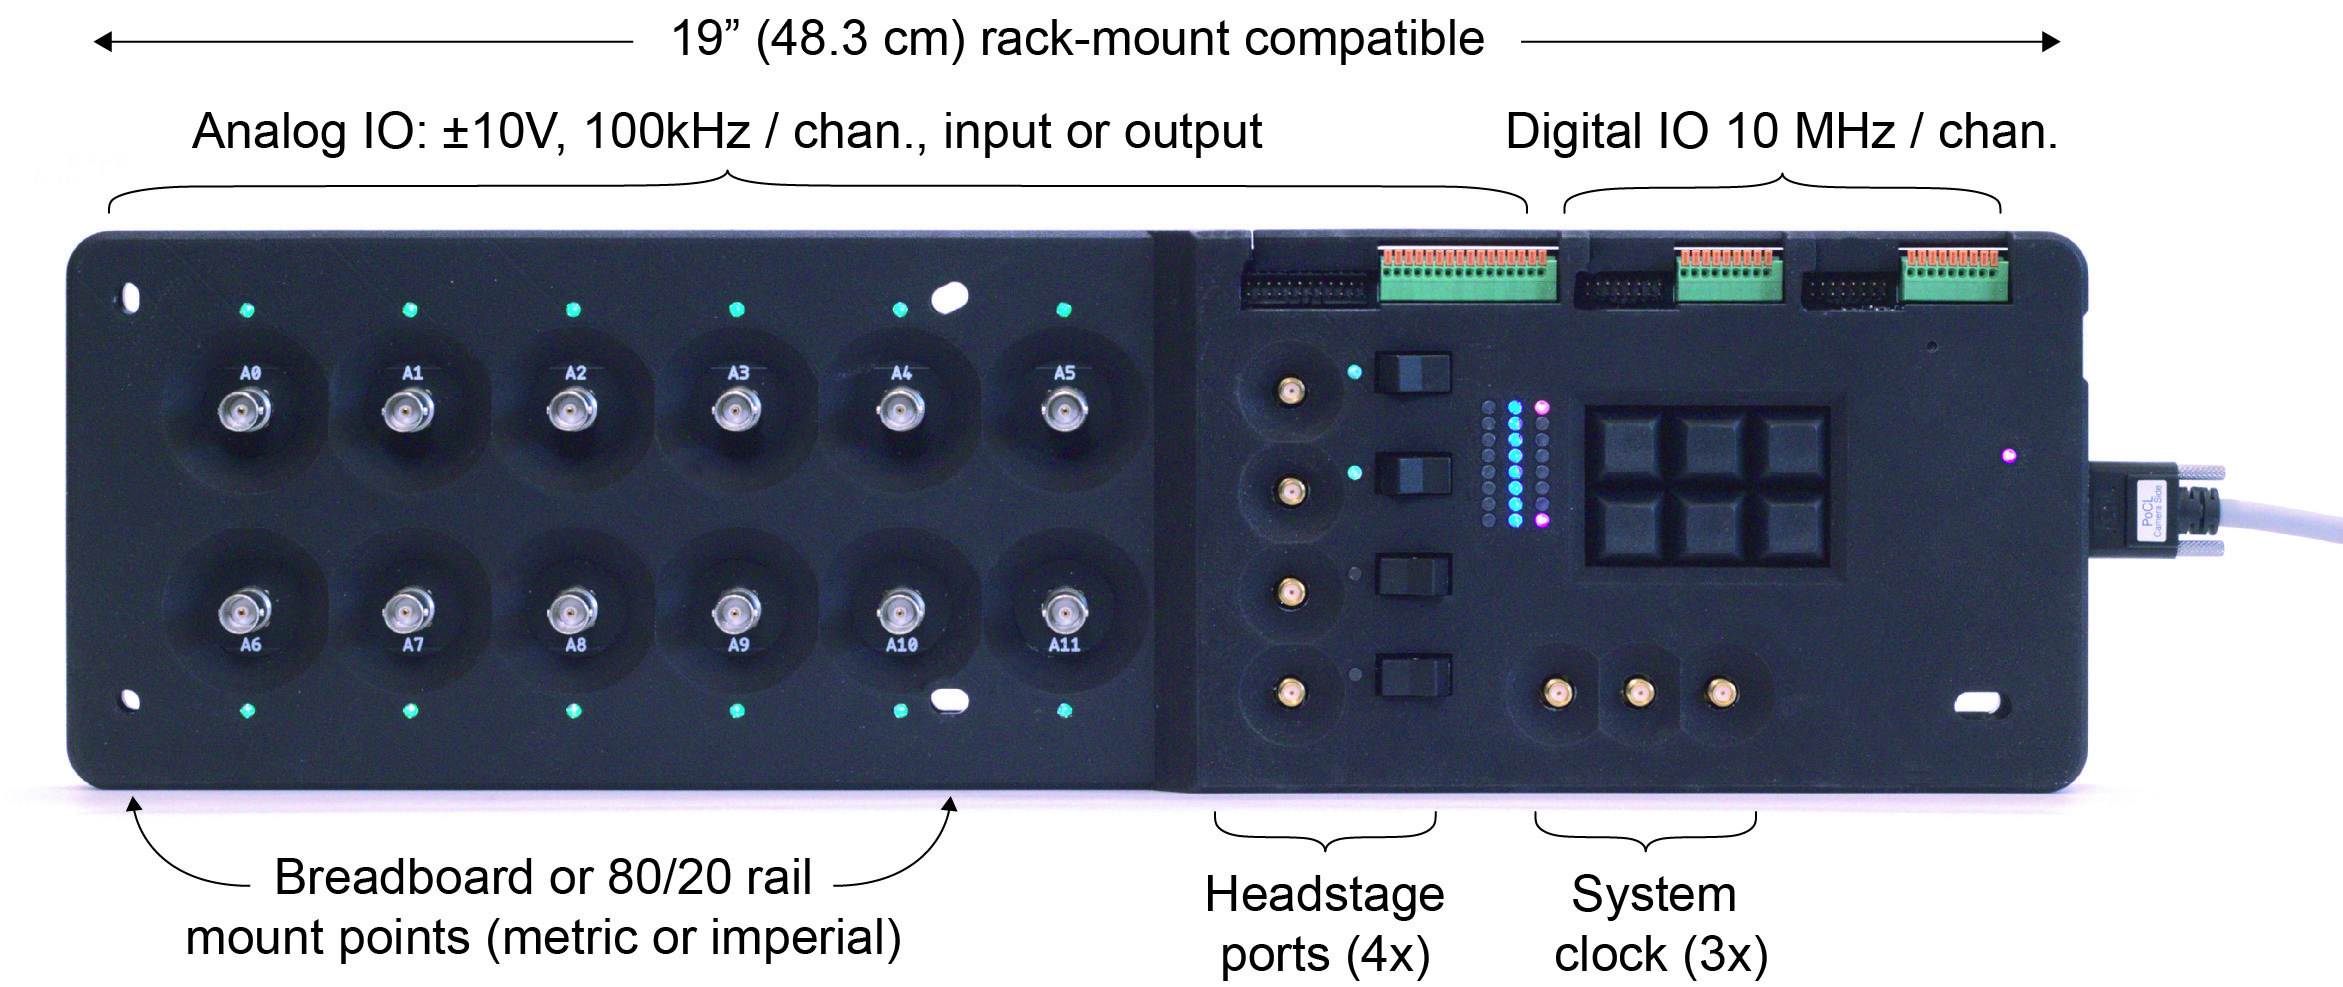 19” (48.3 cm) rack-mount compatible
Analog IO: ±10V, 100kHz / chan., input or output
Digital IO 10 MHz / chan.
A0 A1 A2 A3 A4 A5
A6 A7 A8 A9 A10 A11
PoCL
Camera Side
Breadboard or 80/20 rail
mount points (metric or imperial)
Headstage
ports (4x)
System
clock (3x)